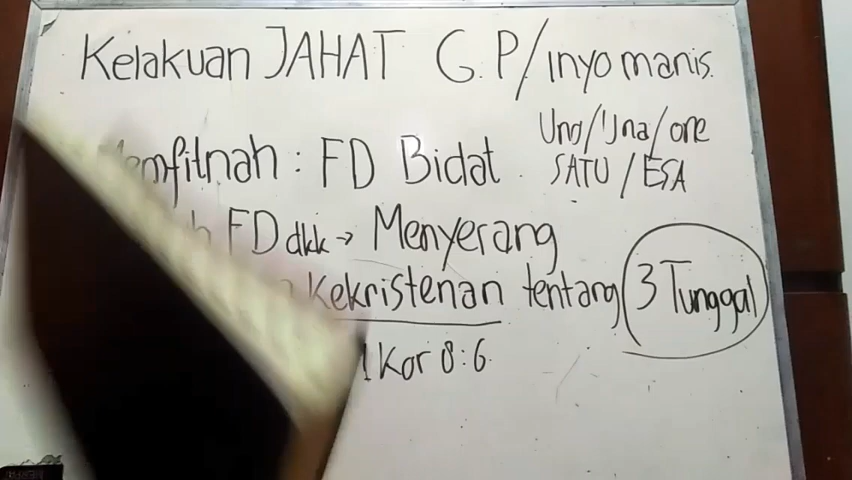 Kelakuan JAHAT G.P/inyo manis.
Uno/Una/one
: FD Bidat. SATU / ESA
FD dkk → Menyerang
Kekristenan tentang 3 Tunggal
1 Kor 8:6